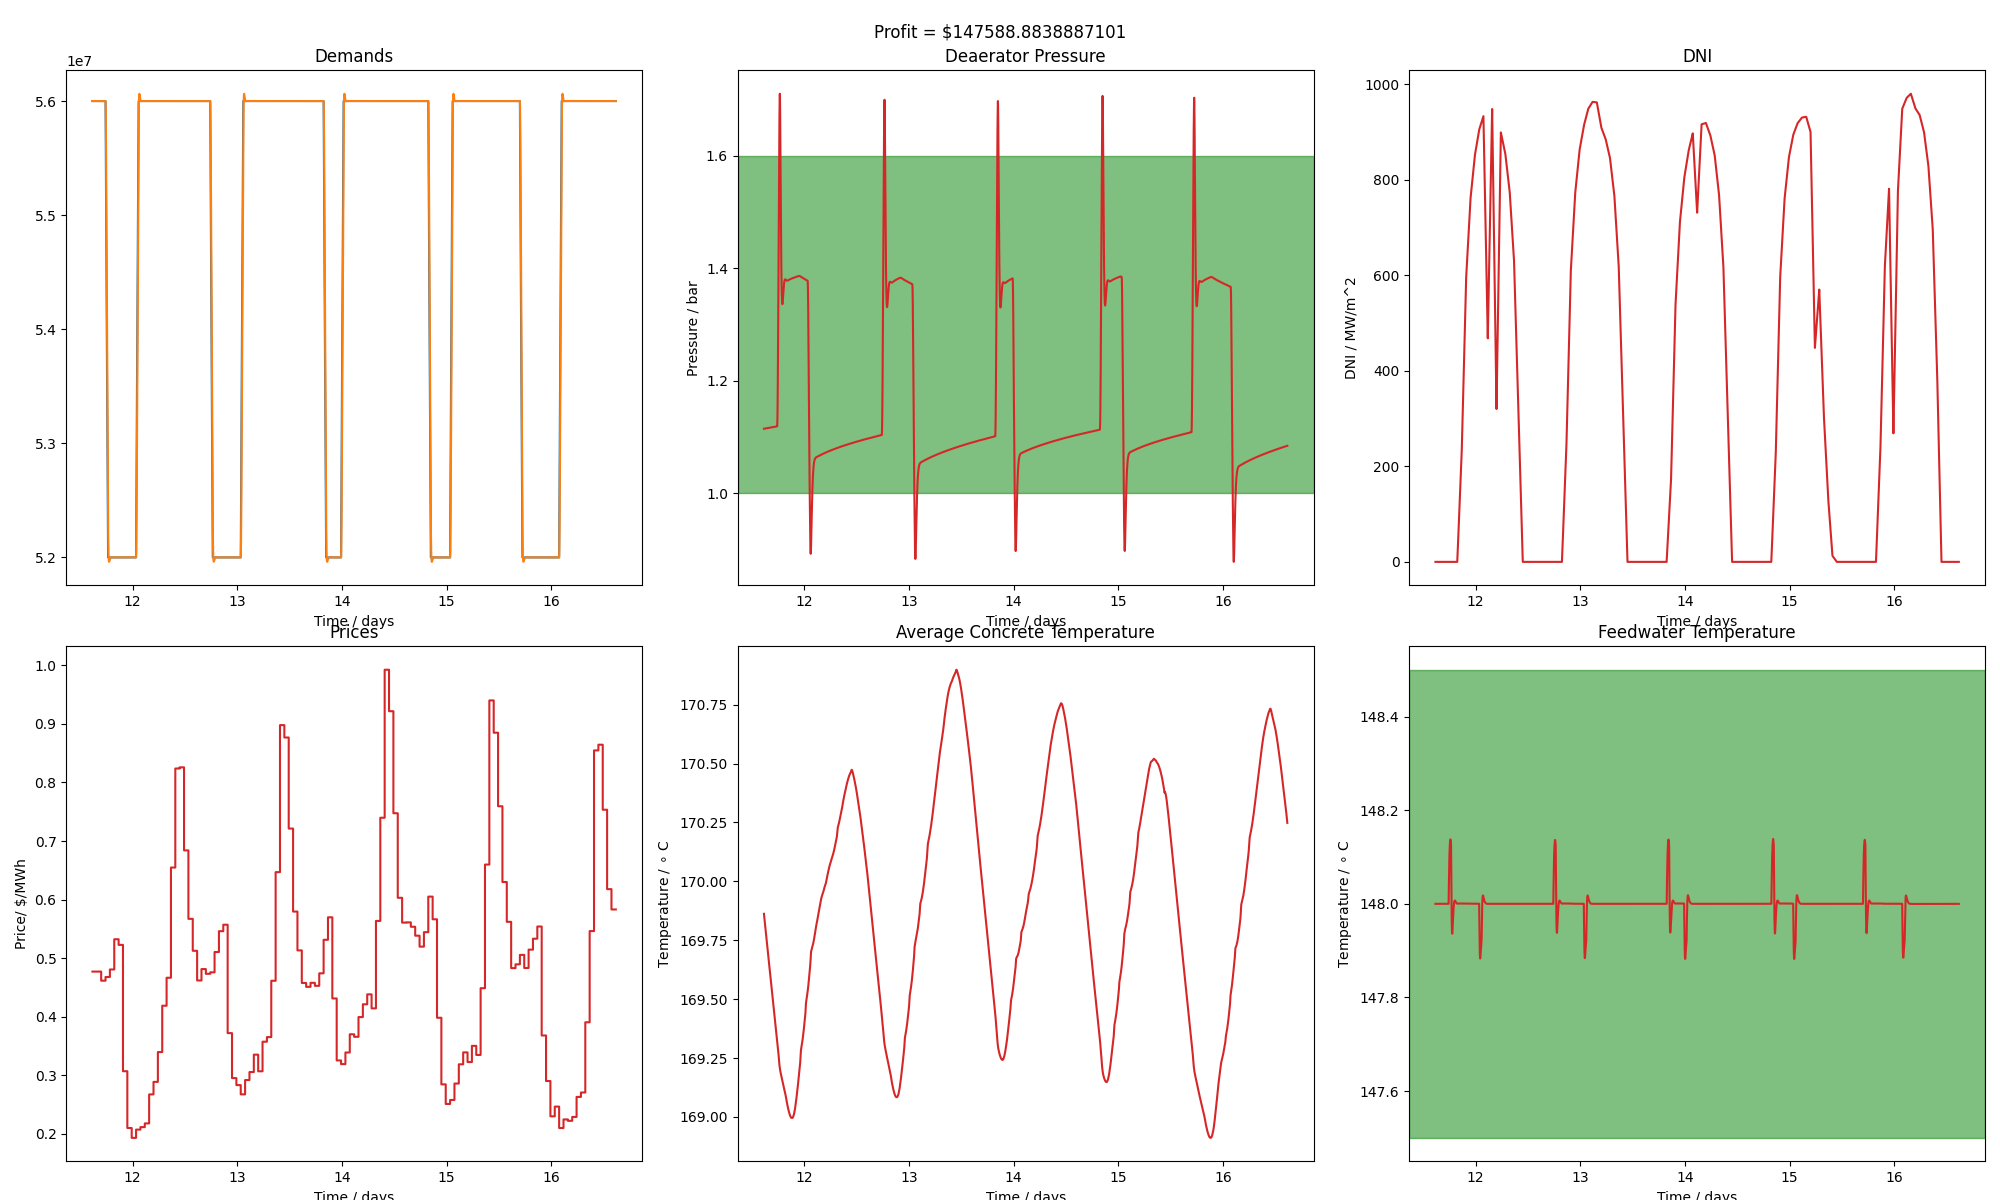 Profit = $147588.8838887101
Demands
1e7
5.6
5.5
5.4
5.3
5.2
12 13 14 15 16
Time / days
Deaerator Pressure
Pressure / bar
1.6
1.4
1.2
1.0
12 13 14 15 16
Time / days
DNI
DNI / MW/m^2
1000
800
600
400
200
0
12 13 14 15 16
Time / days
Prices
Price/ $/MWh
1.0
0.9
0.8
0.7
0.6
0.5
0.4
0.3
0.2
12 13 14 15 16
Time / days
Average Concrete Temperature
Temperature / ∘ C
170.75
170.50
170.25
170.00
169.75
169.50
169.25
169.00
12 13 14 15 16
Time / days
Feedwater Temperature
Temperature / ∘ C
148.4
148.2
148.0
147.8
147.6
12 13 14 15 16
Time / days